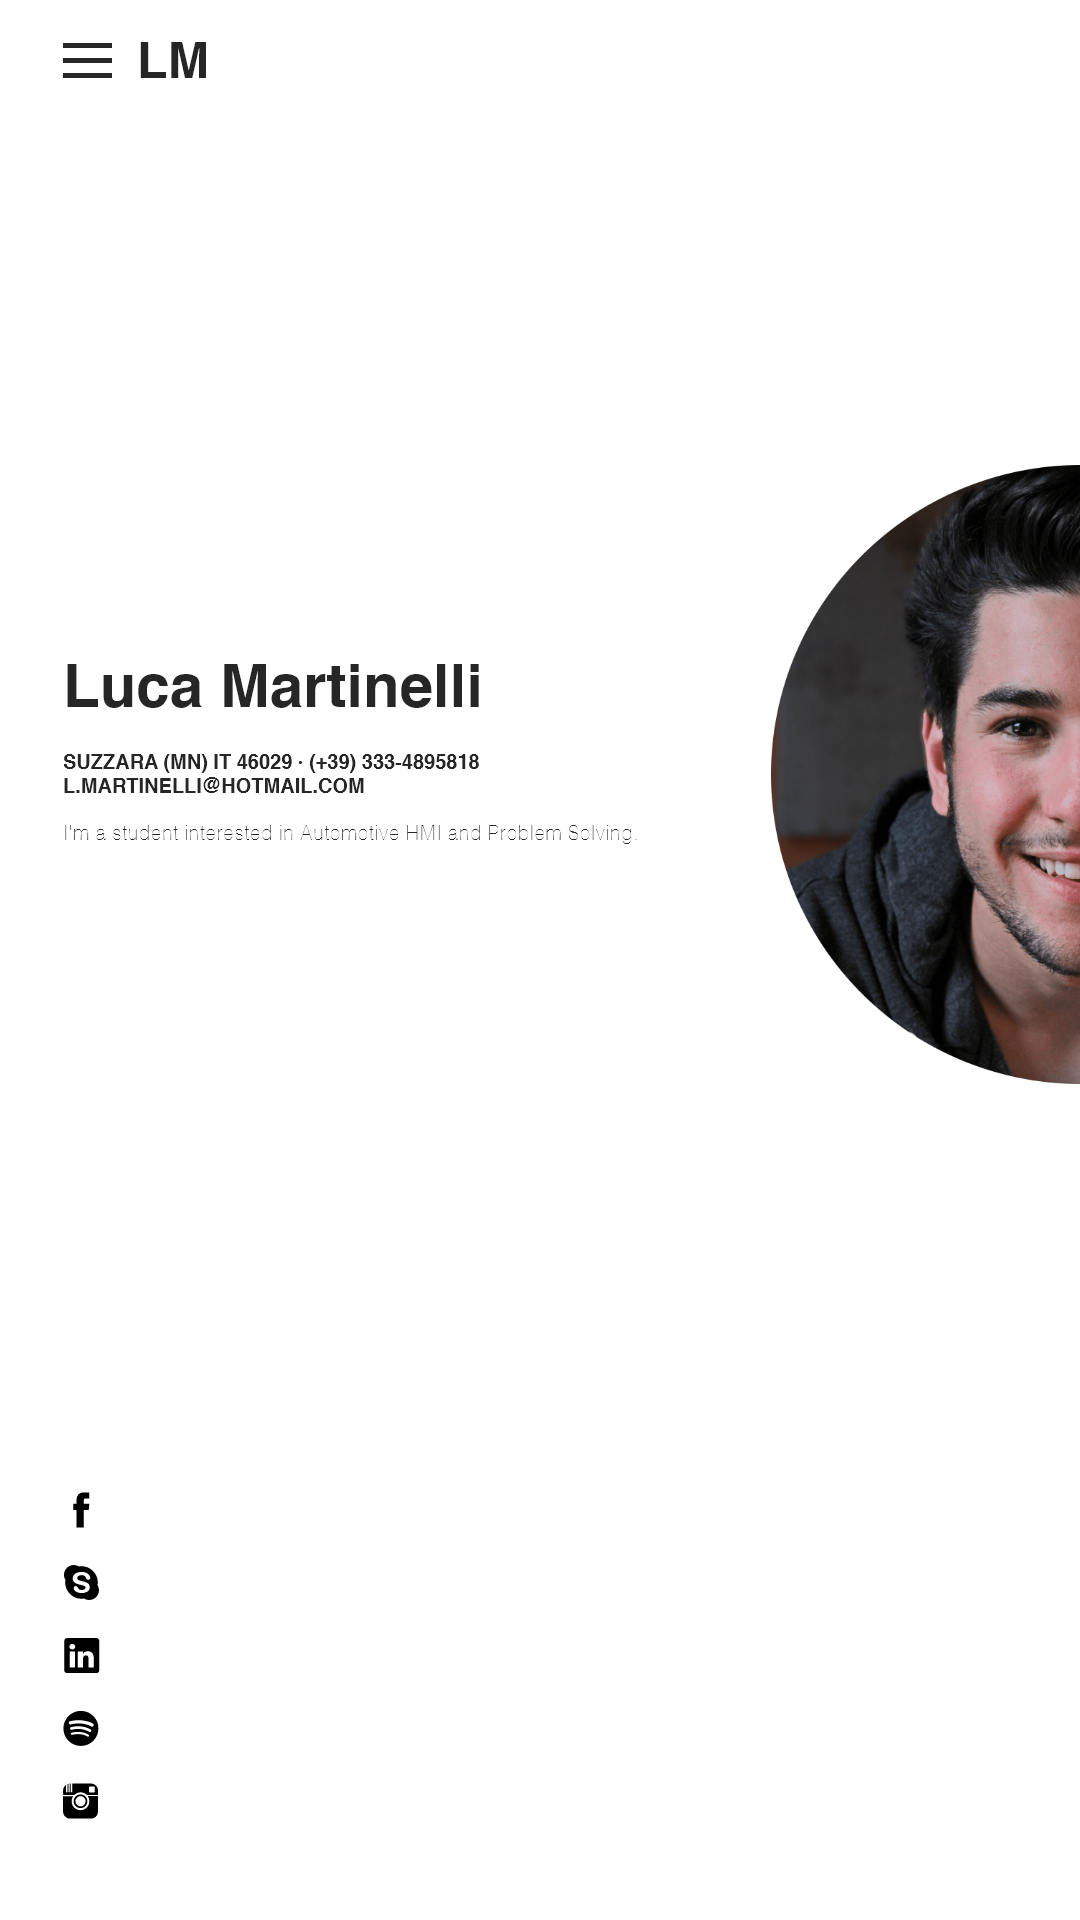 LM
Luca Martinelli
SUZZARA (MN) IT 46029 · (+39) 333-4895818
L.MARTINELLI@HOTMAIL.COM
I'm a student interested in Automotive HMI and Problem Solving.